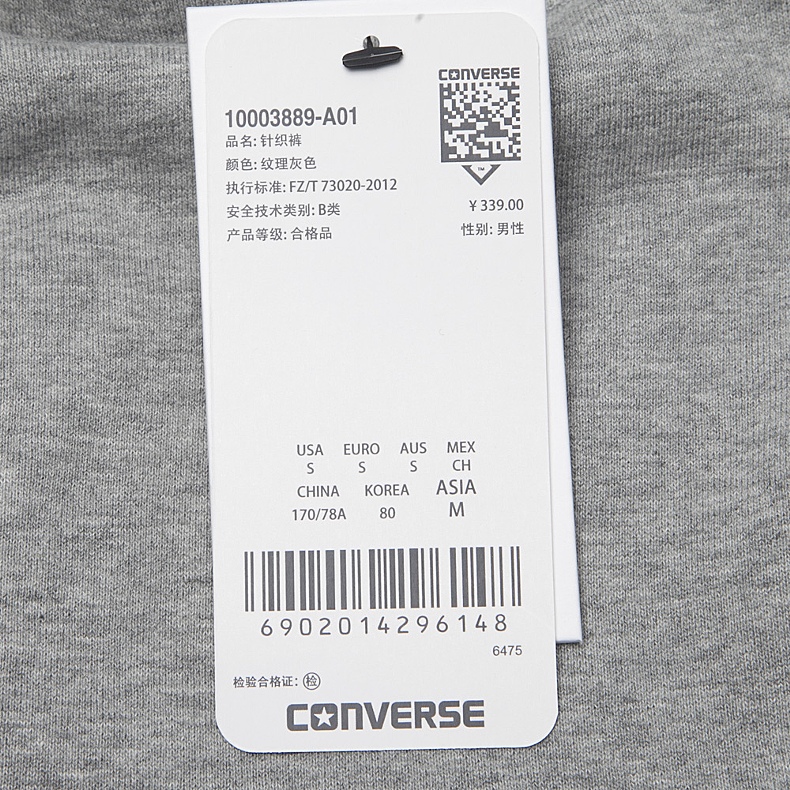 CONVERSE
10003889-A01
品名: 针织裤
颜色: 纹理灰色
执行标准: FZ/T 73020-2012
安全技术类别: B类
产品等级: 合格品
TM
¥ 339.00
性别: 男性
USA EURO AUS MEX
S S S CH
CHINA KOREA ASIA
170/78A 80 M
6902014296148
6475
检验合格证: 检
CONVERSE